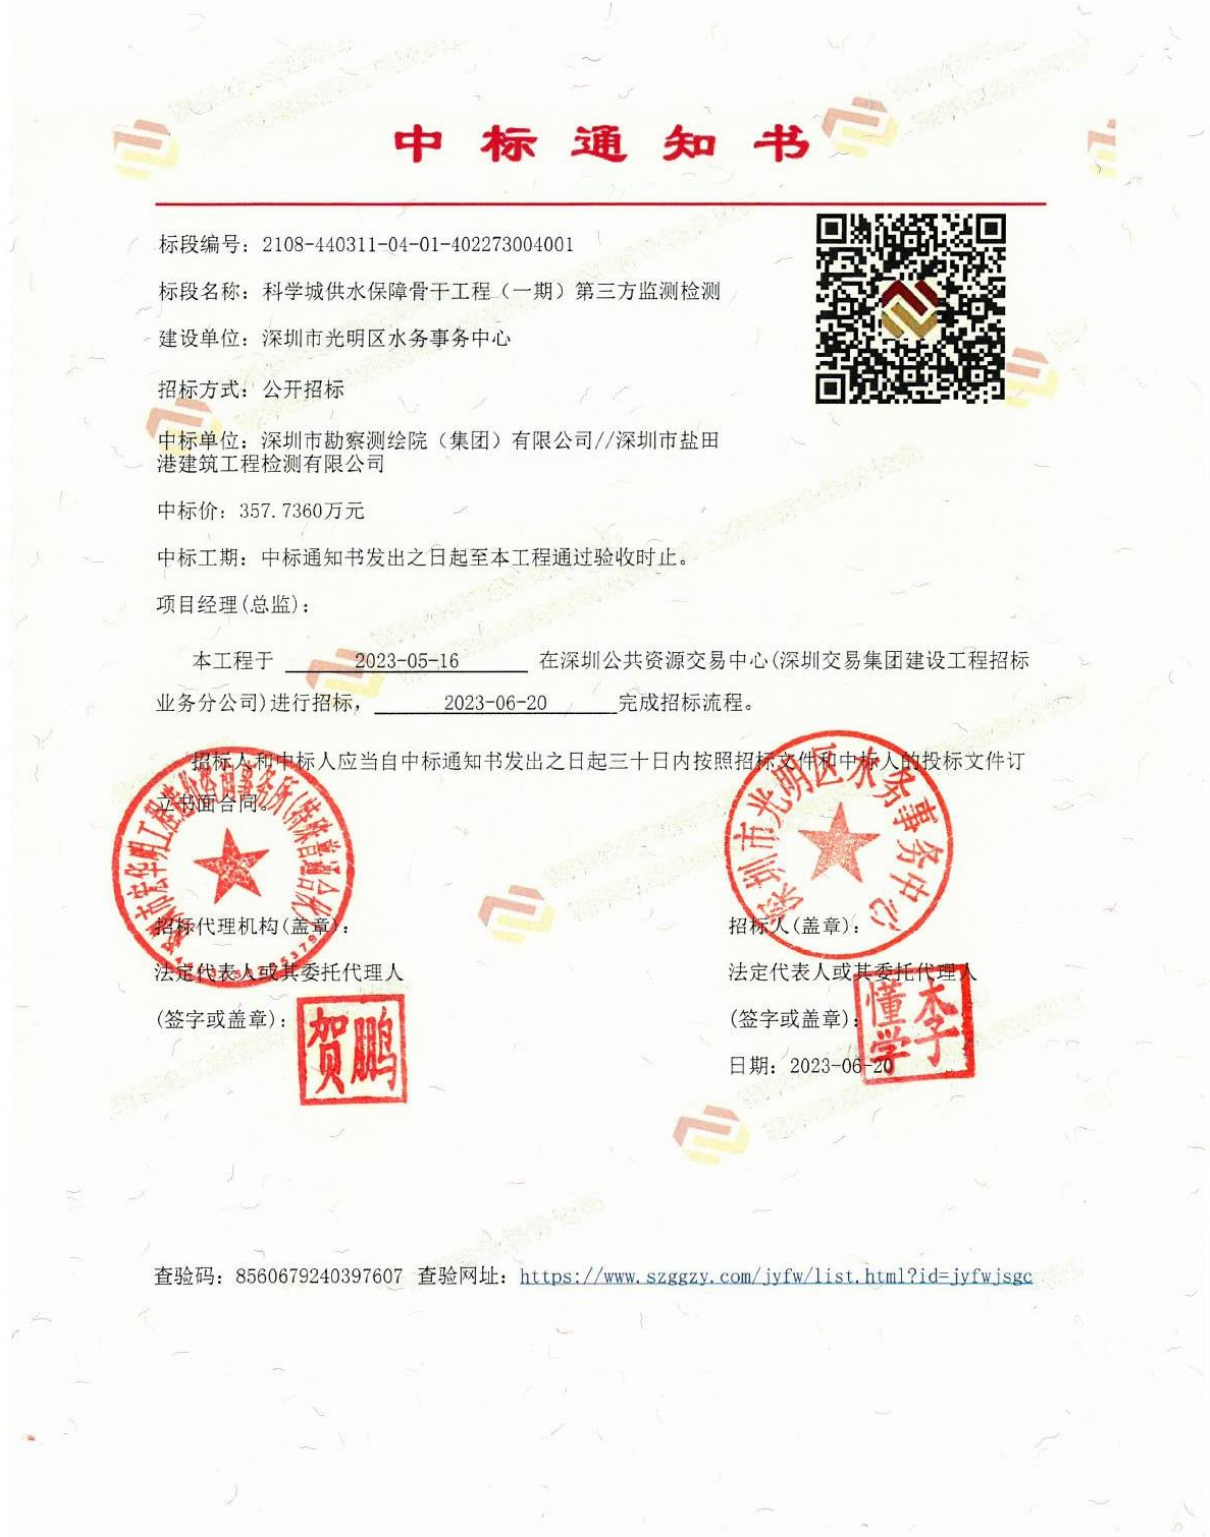 中标通知书
标段编号：2108-440311-04-01-402273004001
标段名称：科学城供水保障骨干工程（一期）第三方监测检测
建设单位：深圳市光明区水务事务中心
招标方式：公开招标
中标单位：深圳市勘察测绘院（集团）有限公司//深圳市盐田
港建筑工程检测有限公司
中标价：357.7360万元
中标工期：中标通知书发出之日起至本工程通过验收时止。
项目经理(总监)：
本工程于 2023-05-16 在深圳公共资源交易中心(深圳交易集团建设工程招标
业务分公司)进行招标， 2023-06-20 完成招标流程。
招标人和中标人应当自中标通知书发出之日起三十日内按照招标文件和中标人的投标文件订
立书面合同。
深圳市光明区水务事务中心
招标代理机构(盖章)：
招标人(盖章)：
法定代表人或其委托代理人
法定代表人或其委托代理人
(签字或盖章)：
贺鹏
(签字或盖章)：
李懂学
日期：2023-06-20
查验码：8560679240397607 查验网址：https://www.szggzy.com/jyfw/list.html?id=jyfwjsgc